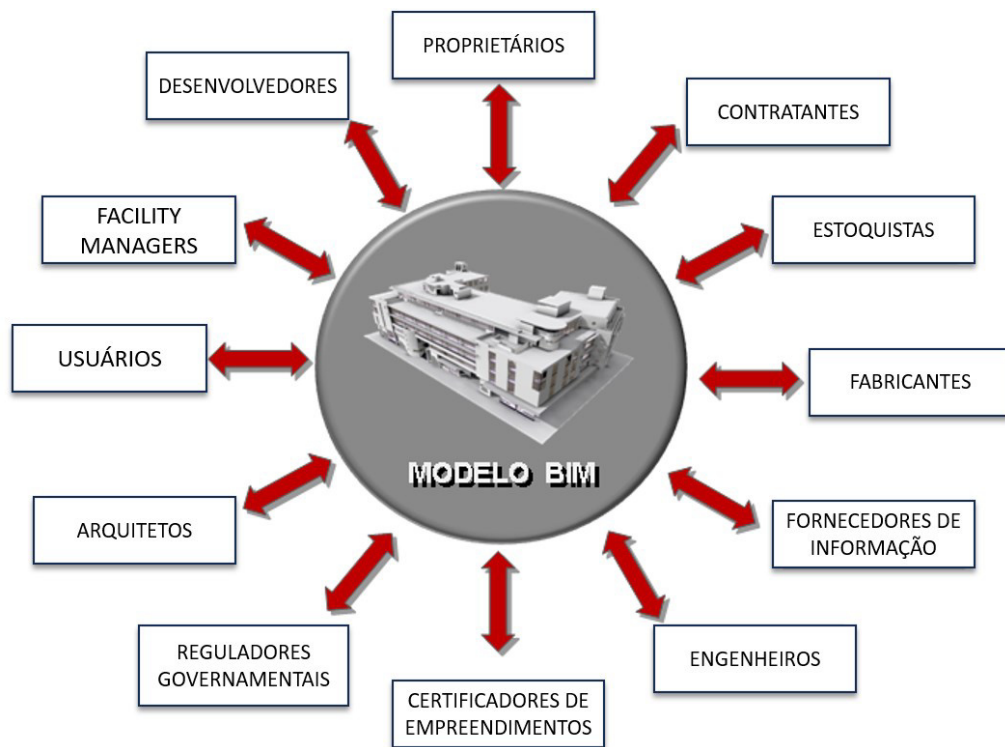 PROPRIETÁRIOS
DESENVOLVEDORES
CONTRATANTES
FACILITY
MANAGERS
ESTOQUISTAS
USUÁRIOS
FABRICANTES
MODELO BIM
ARQUITETOS
FORNECEDORES DE
INFORMAÇÃO
REGULADORES
GOVERNAMENTAIS
ENGENHEIROS
CERTIFICADORES DE
EMPREENDIMENTOS